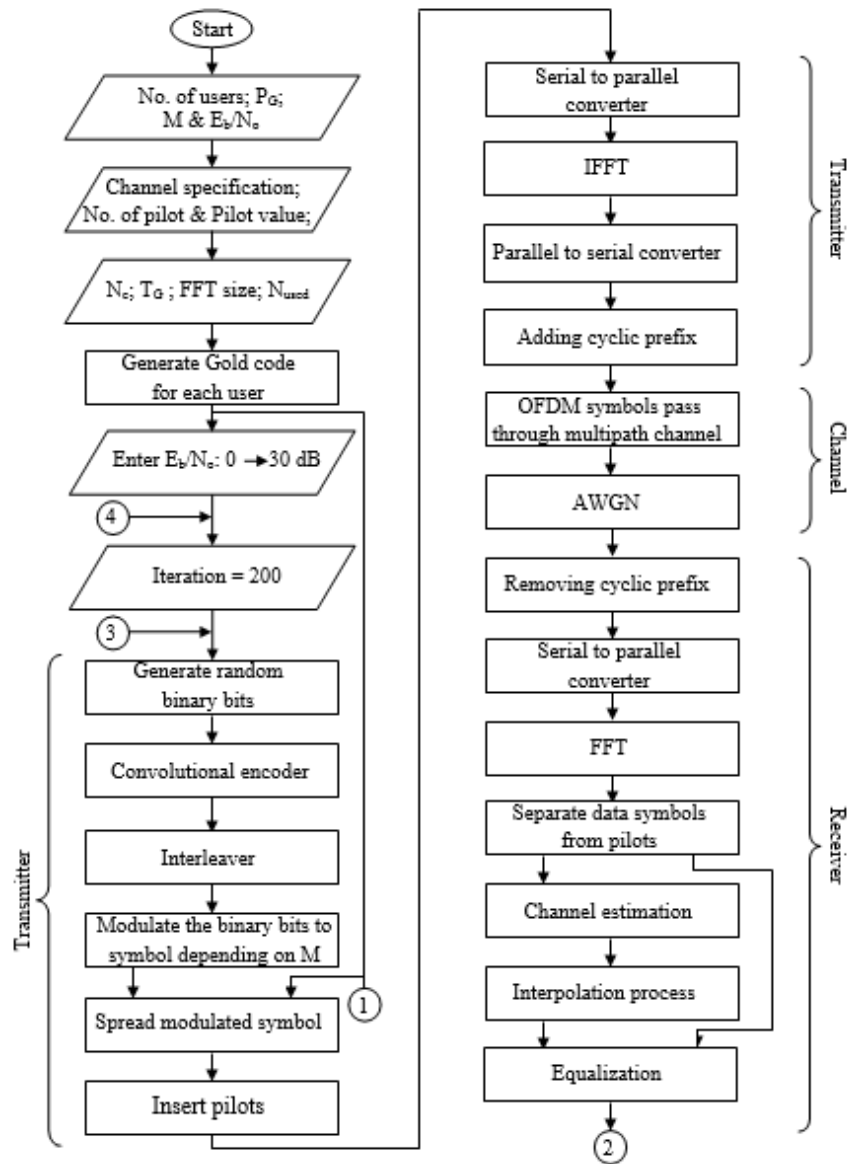 Start
No. of users; P_G;
M & E_b/N_o
Channel specification;
No. of pilot & Pilot value;
N_c; T_G ; FFT size; N_used
Generate Gold code
for each user
Enter E_b/N_o: 0 →30 dB
4
Iteration = 200
3
Transmitter
Generate random
binary bits
Convolutional encoder
Interleaver
Modulate the binary bits to
symbol depending on M
1
Spread modulated symbol
Insert pilots
Serial to parallel
converter
IFFT
Parallel to serial converter
Adding cyclic prefix
Transmitter
OFDM symbols pass
through multipath channel
AWGN
Channel
Removing cyclic prefix
Serial to parallel
converter
FFT
Separate data symbols
from pilots
Channel estimation
Interpolation process
Equalization
Receiver
2